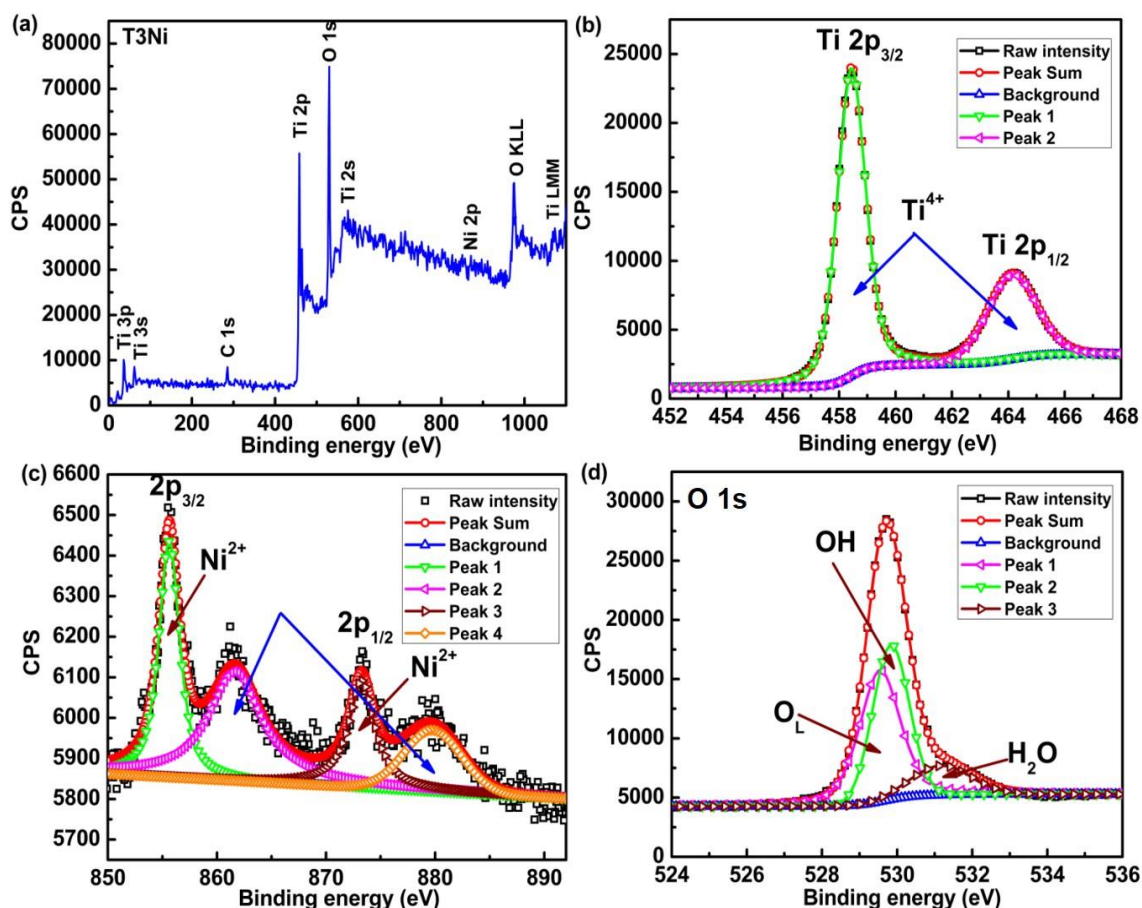 (a)
T3Ni
80000
70000
60000
50000
40000
30000
20000
10000
0
CPS
Ti 3p
Ti 3s
C 1s
Ti 2p
O 1s
Ti 2s
Ni 2p
O KLL
Ti LMM
0 200 400 600 800 1000
Binding energy (eV)
(b)
25000
20000
15000
10000
5000
0
CPS
Ti 2p3/2
Ti4+
Ti 2p1/2
Raw intensity
Peak Sum
Background
Peak 1
Peak 2
452 454 456 458 460 462 464 466 468
Binding energy (eV)
(c)
6600
6500
6400
6300
6200
6100
6000
5900
5800
5700
CPS
2p3/2
Ni2+
2p1/2
Ni2+
Raw intensity
Peak Sum
Background
Peak 1
Peak 2
Peak 3
Peak 4
850 860 870 880 890
Binding energy (eV)
(d)
O 1s
30000
25000
20000
15000
10000
5000
0
CPS
OH
OL
H2O
Raw intensity
Peak Sum
Background
Peak 1
Peak 2
Peak 3
524 526 528 530 532 534 536
Binding energy (eV)